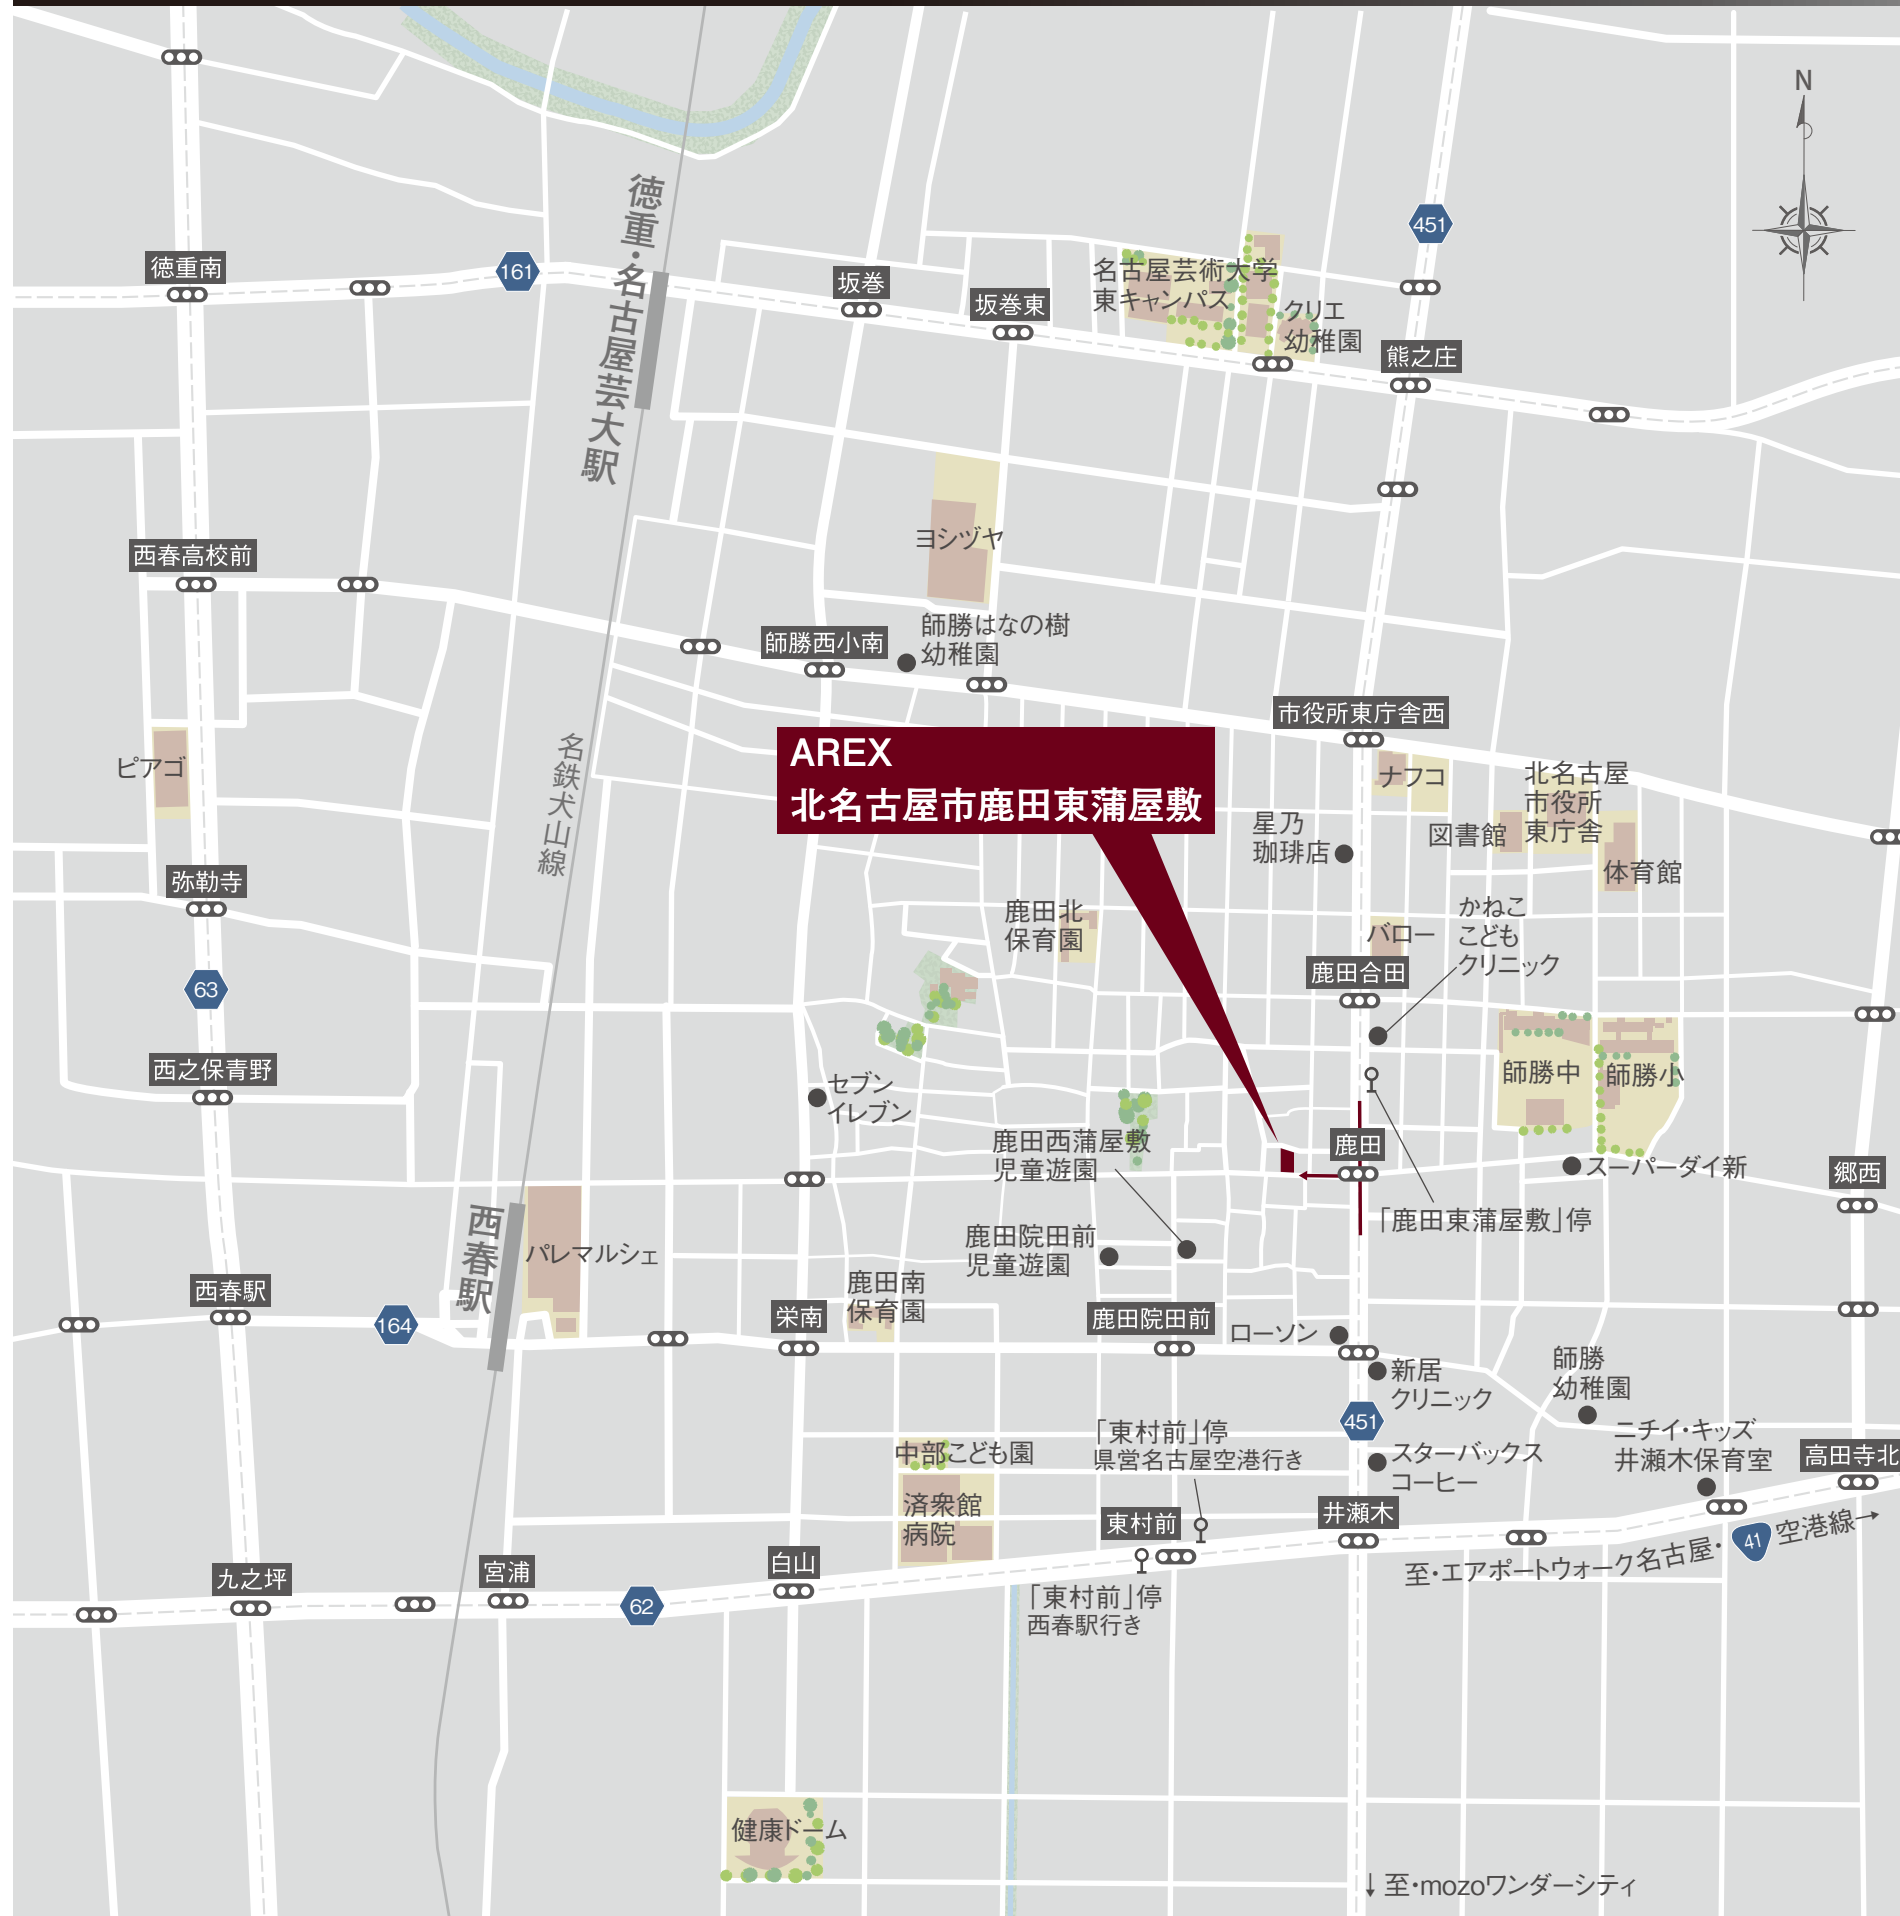 N
徳重・名古屋芸大駅
451
徳重南
161
坂巻
坂巻東
名古屋芸術大学
東キャンパス
クリエ
幼稚園
熊之庄
ヨシヅヤ
西春高校前
師勝西小南
師勝はなの樹
幼稚園
市役所東庁舎西
AREX
北名古屋市鹿田東蒲屋敷
ピアゴ
名鉄犬山線
ナフコ
北名古屋
市役所
東庁舎
図書館
体育館
星乃
珈琲店
弥勒寺
鹿田北
保育園
バロー
かねこ
こども
クリニック
鹿田合田
63
西之保青野
セブン
イレブン
師勝中
師勝小
鹿田西蒲屋敷
児童遊園
鹿田
スーパーダイ新
郷西
「鹿田東蒲屋敷」停
西春駅
パレマルシェ
鹿田院田前
児童遊園
西春駅
164
鹿田南
保育園
栄南
鹿田院田前
ローソン
新居
クリニック
師勝
幼稚園
451
「東村前」停
県営名古屋空港行き
スターバックス
コーヒー
ニチイ・キッズ
井瀬木保育室
高田寺北
中部こども園
済衆館
病院
東村前
井瀬木
至・エアポートウォーク名古屋・
41
空港線→
九之坪
宮浦
白山
62
「東村前」停
西春駅行き
健康ドーム
↓至・mozoワンダーシティ